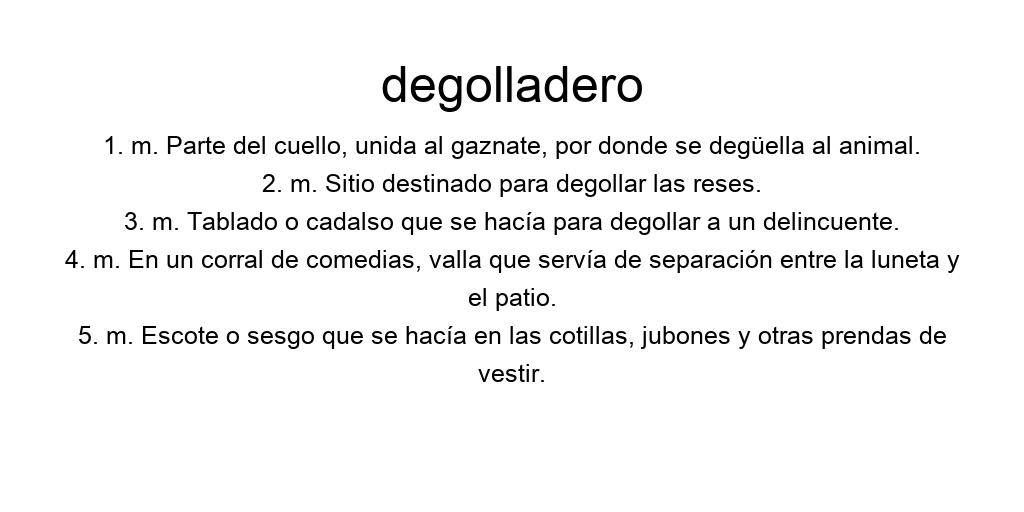 degolladero
1. m. Parte del cuello, unida al gaznate, por donde se degüella al animal.
2. m. Sitio destinado para degollar las reses.
3. m. Tablado o cadalso que se hacía para degollar a un delincuente.
4. m. En un corral de comedias, valla que servía de separación entre la luneta y
el patio.
5. m. Escote o sesgo que se hacía en las cotillas, jubones y otras prendas de
vestir.